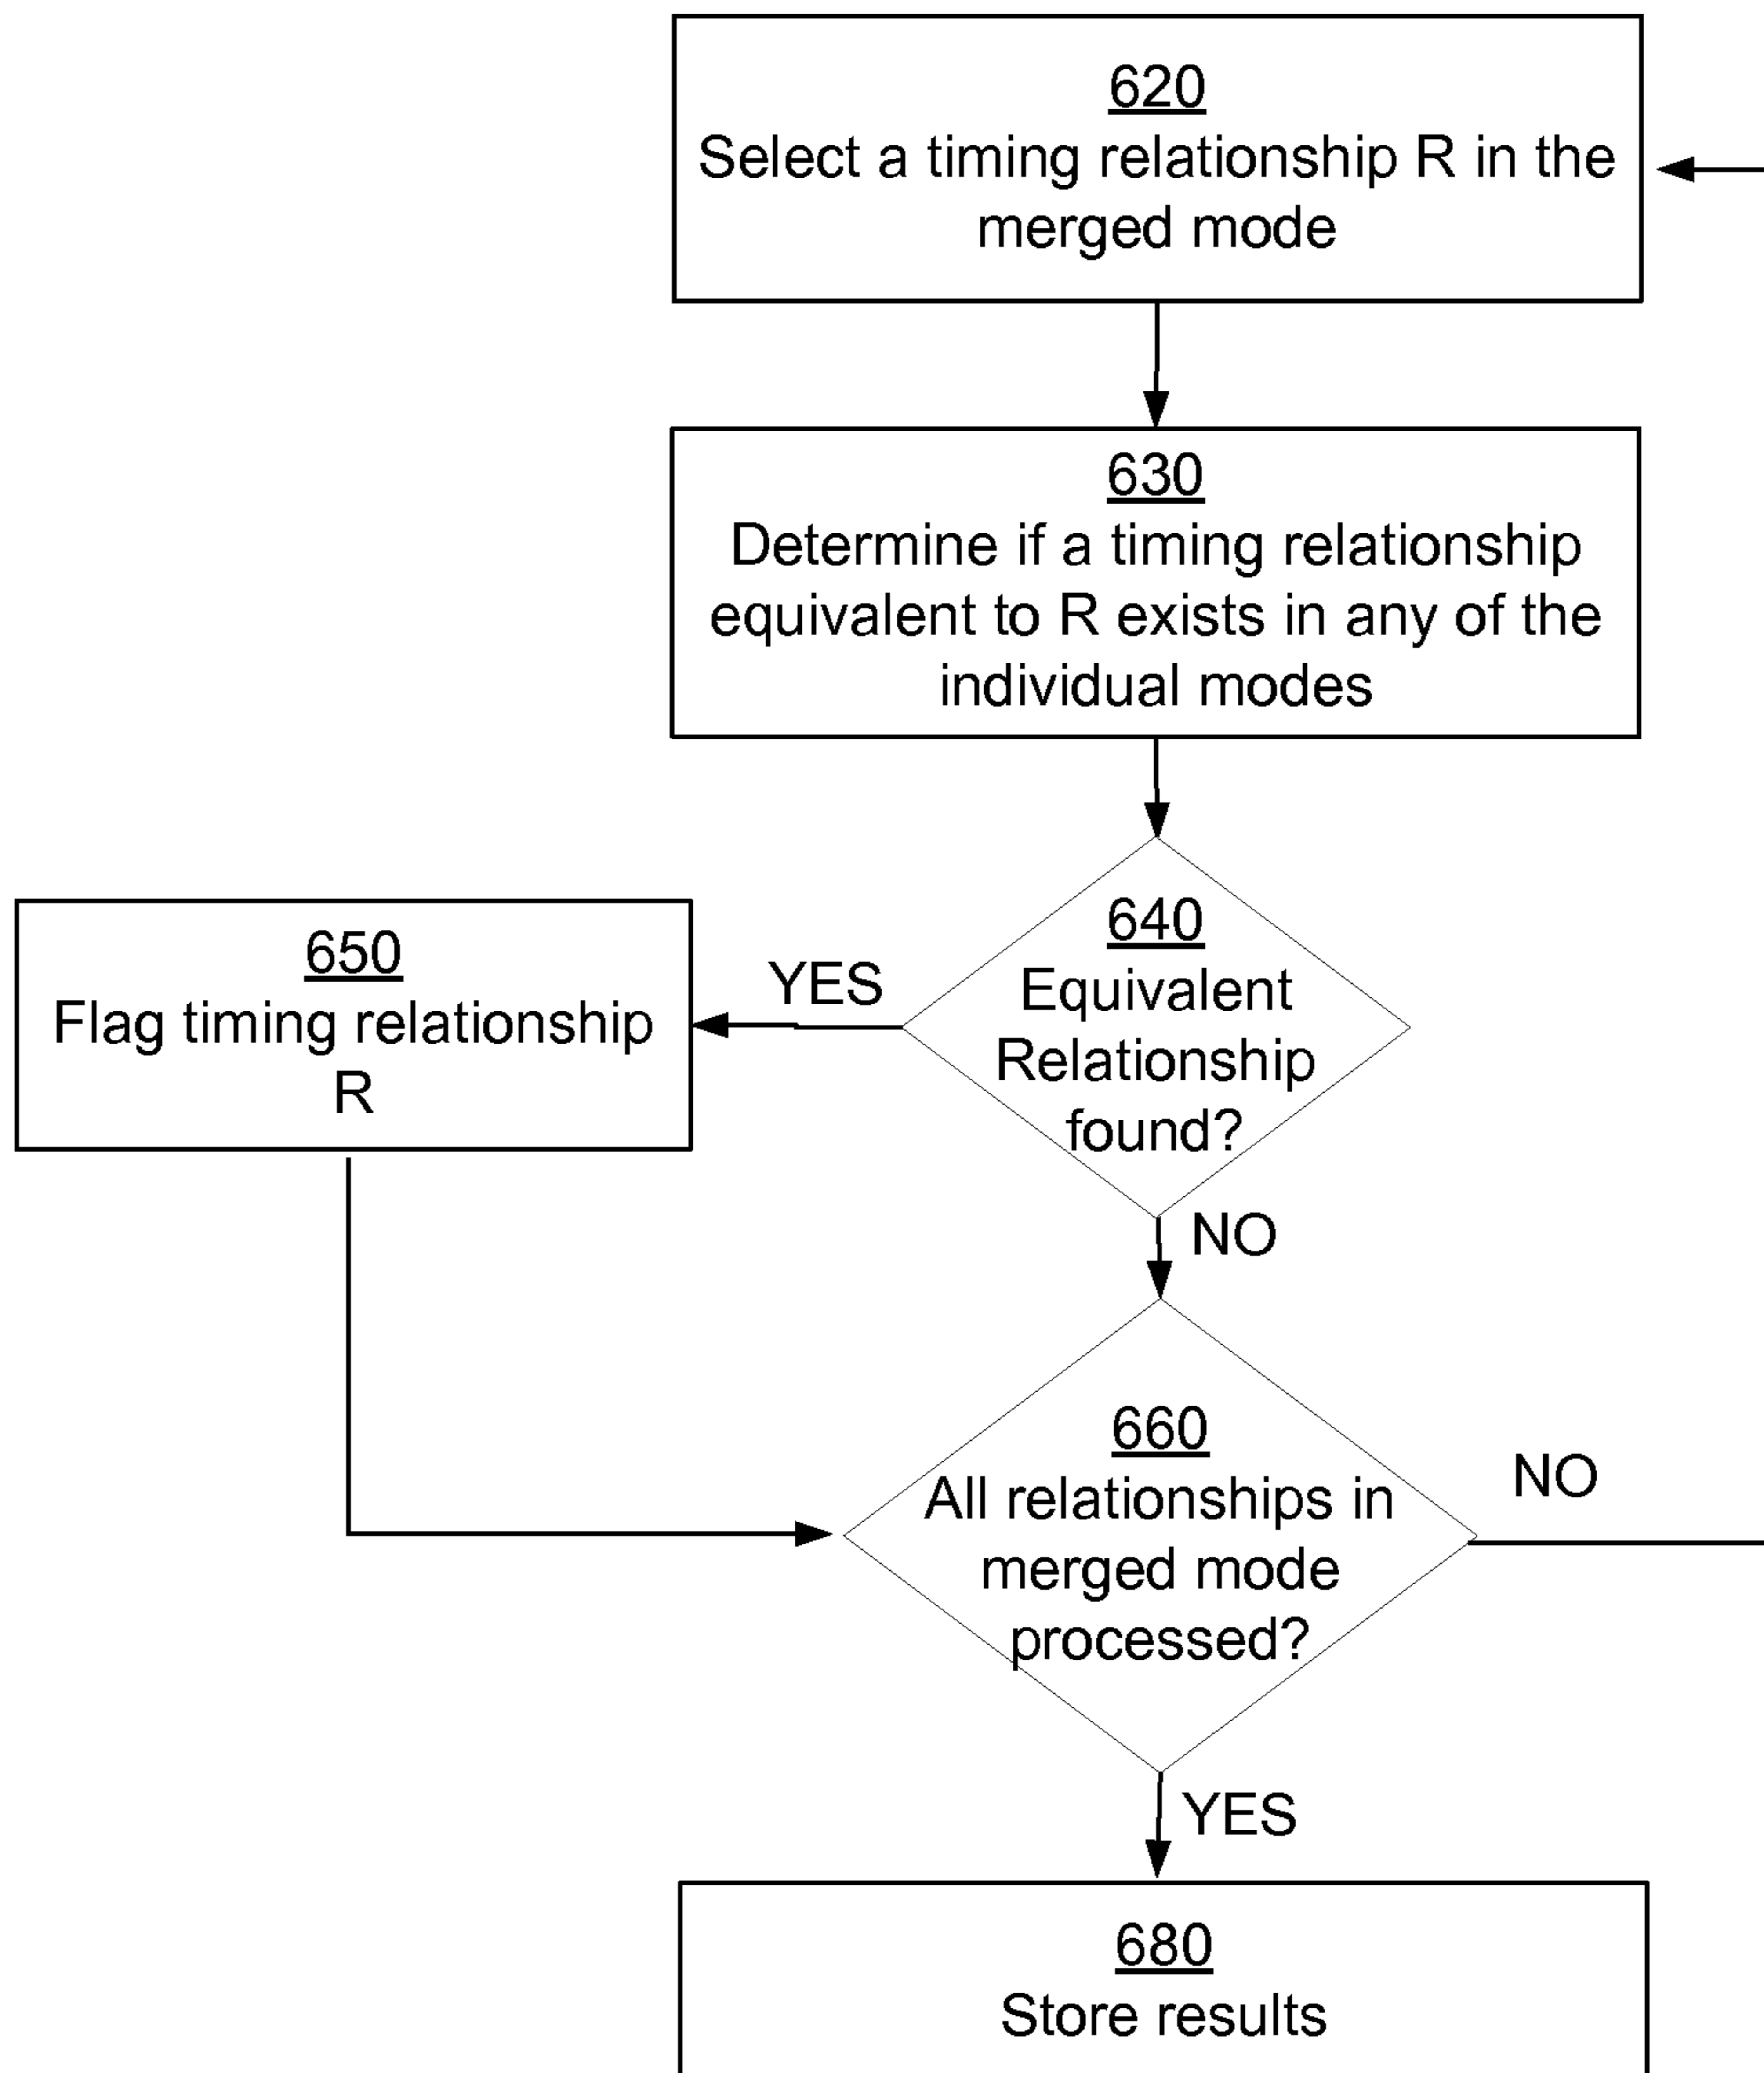 620
Select a timing relationship R in the
merged mode
630
Determine if a timing relationship
equivalent to R exists in any of the
individual modes
640
Equivalent
Relationship
found?
YES
650
Flag timing relationship
R
NO
660
All relationships in
merged mode
processed?
NO
YES
680
Store results